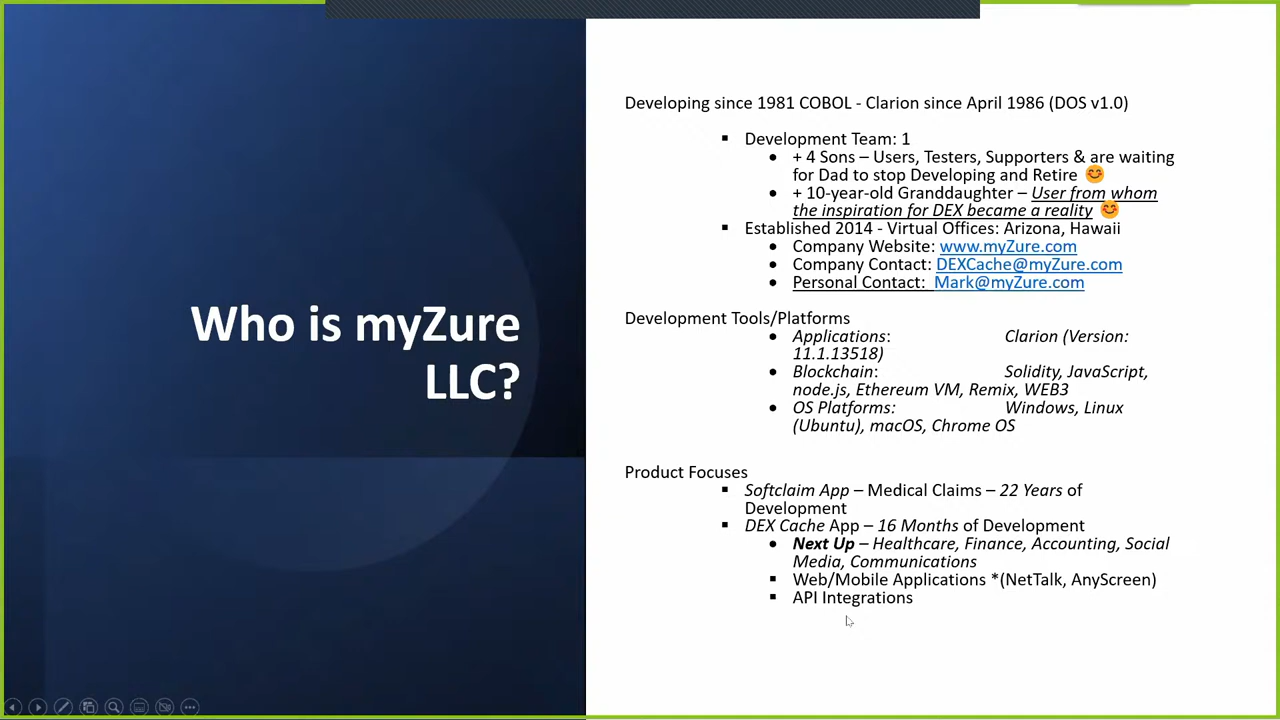 Who is myZure
LLC?
Developing since 1981 COBOL - Clarion since April 1986 (DOS v1.0)
▪ Development Team: 1
• + 4 Sons – Users, Testers, Supporters & are waiting
for Dad to stop Developing and Retire 😊
• + 10-year-old Granddaughter – User from whom
the inspiration for DEX became a reality 😊
▪ Established 2014 - Virtual Offices: Arizona, Hawaii
• Company Website: www.myZure.com
• Company Contact: DEXCache@myZure.com
• Personal Contact: Mark@myZure.com
Development Tools/Platforms
• Applications: Clarion (Version:
11.1.13518)
• Blockchain: Solidity, JavaScript,
node.js, Ethereum VM, Remix, WEB3
• OS Platforms: Windows, Linux
(Ubuntu), macOS, Chrome OS
Product Focuses
▪ Softclaim App – Medical Claims – 22 Years of
Development
▪ DEX Cache App – 16 Months of Development
• Next Up – Healthcare, Finance, Accounting, Social
Media, Communications
▪ Web/Mobile Applications *(NetTalk, AnyScreen)
▪ API Integrations